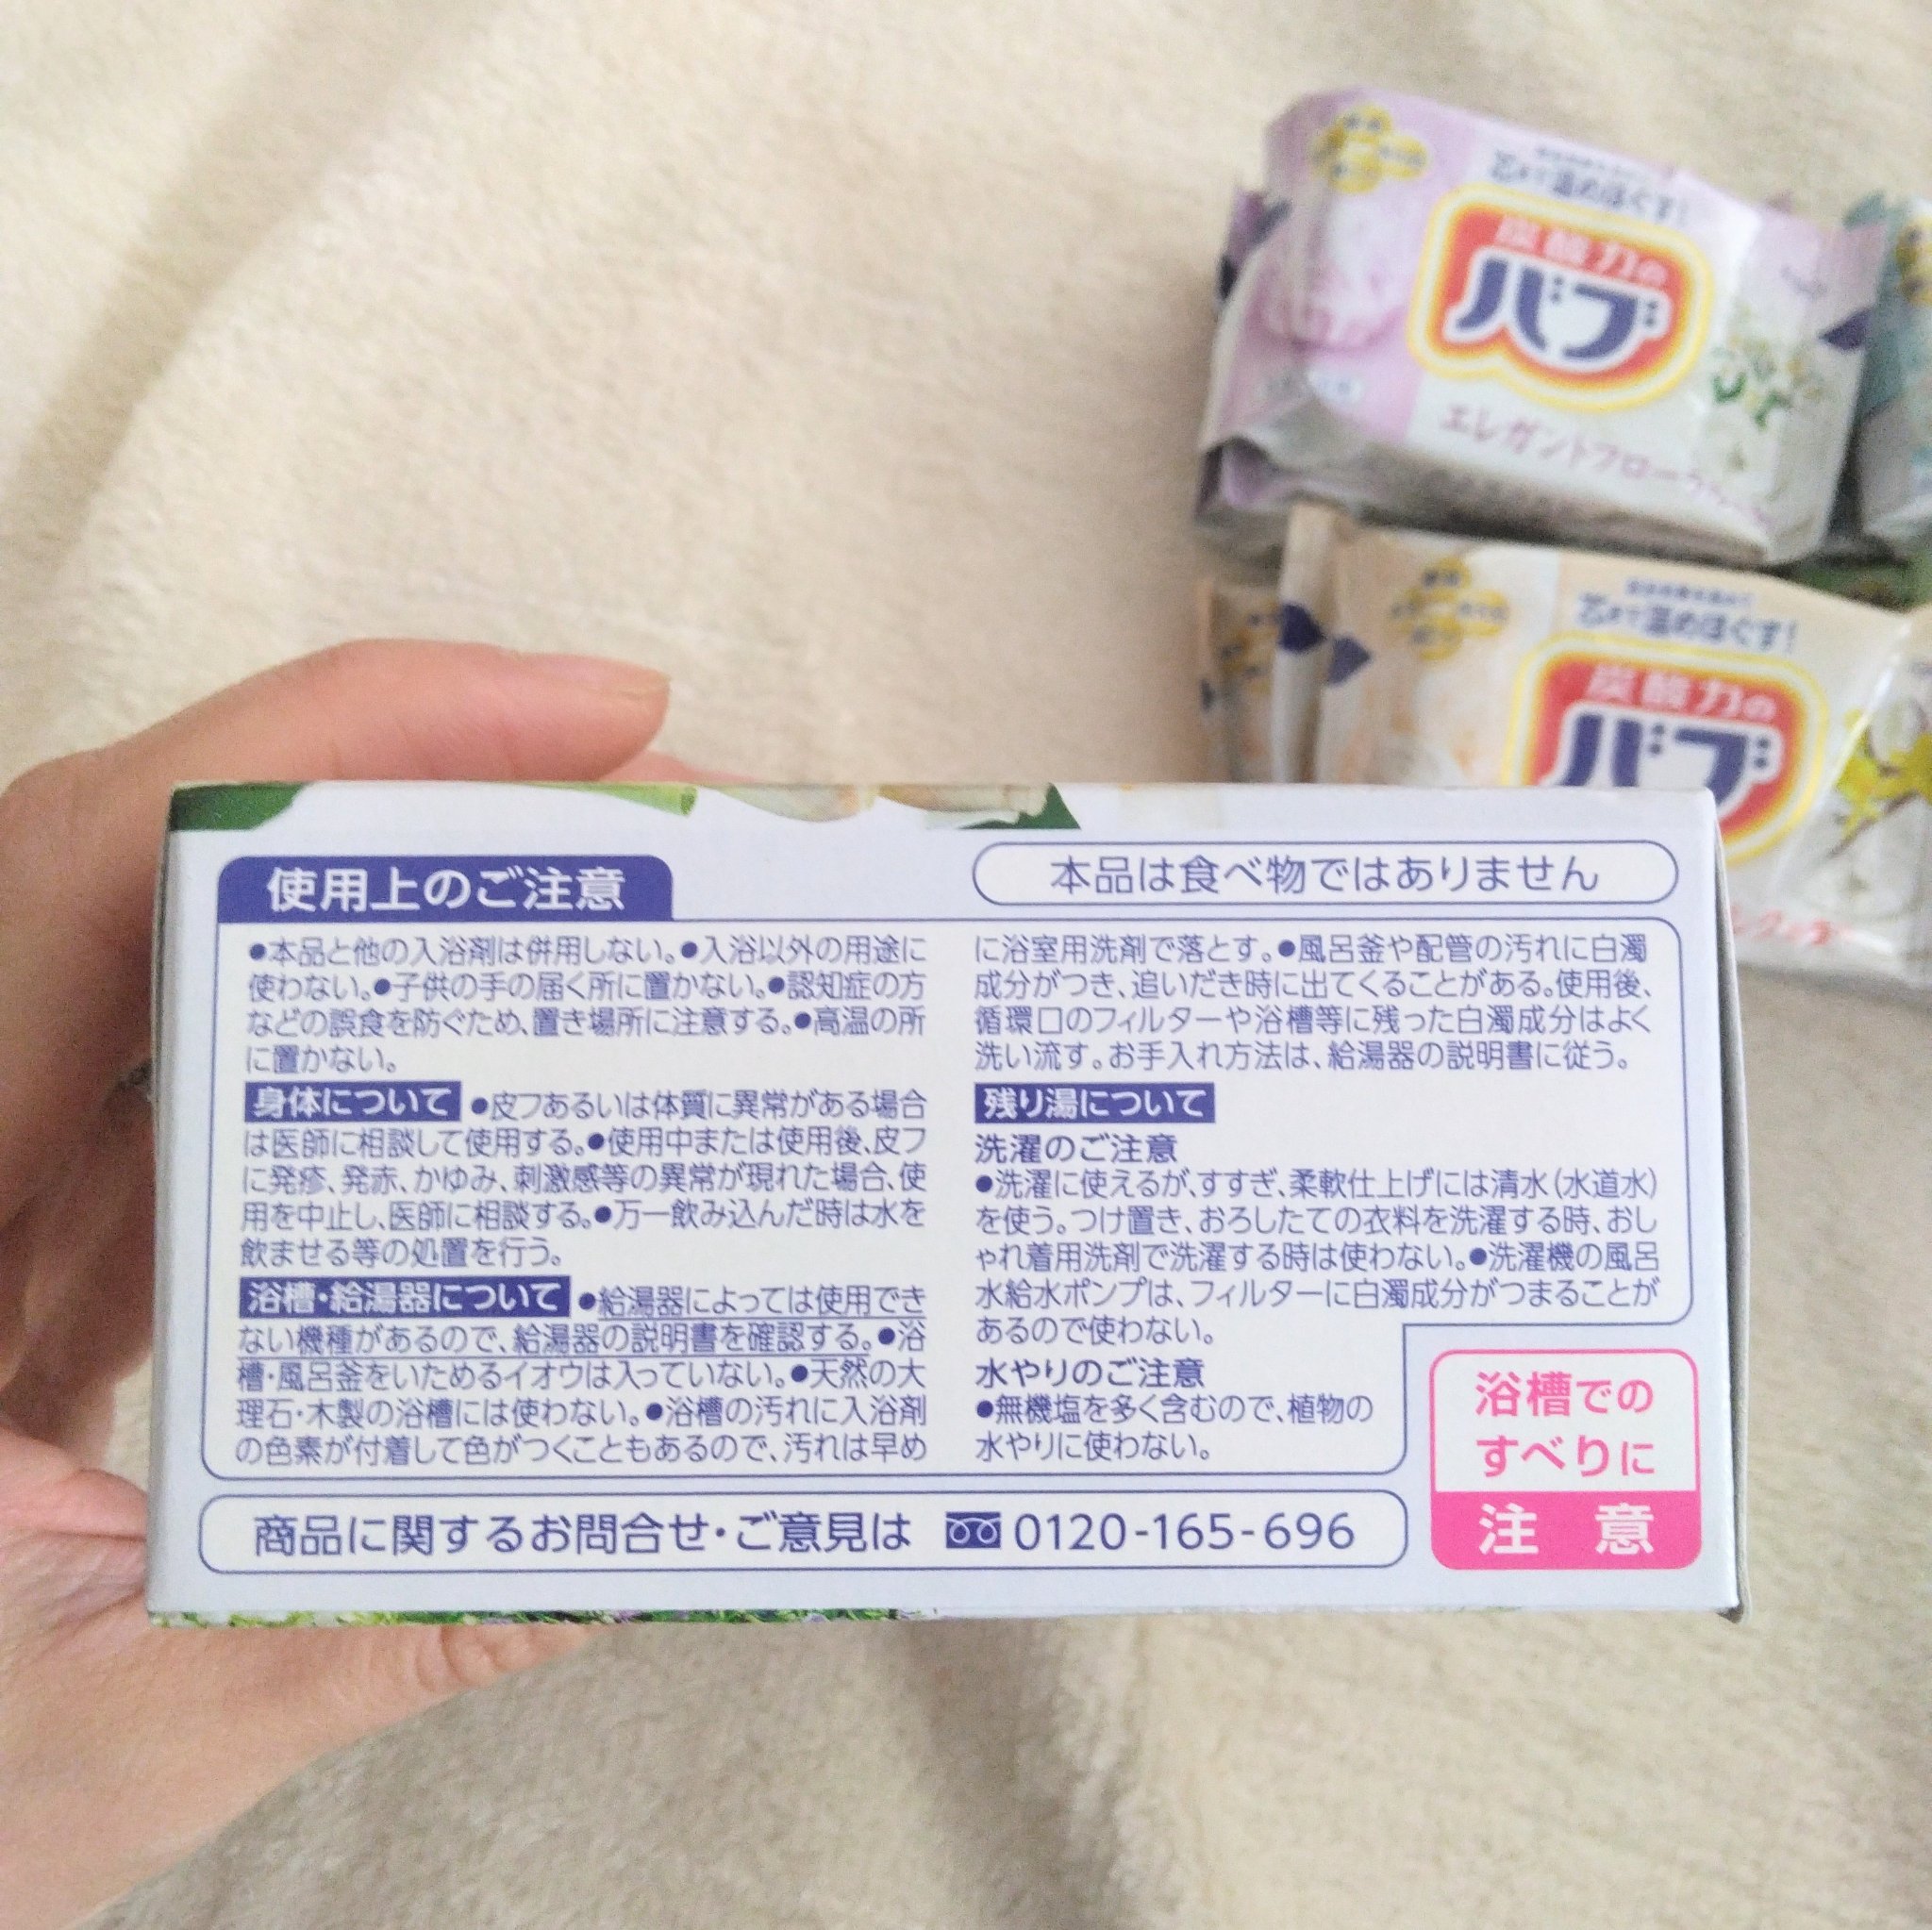 芯まで温めほぐす!
炭酸力の
バブ
エレガントフローラル
芯まで温めほぐす!
炭酸力の
バブ
使用上のご注意
●本品と他の入浴剤は併用しない。●入浴以外の用途に
使わない。●子供の手の届く所に置かない。●認知症の方
などの誤食を防ぐため、置き場所に注意する。●高温の所
に置かない。
身体について ●皮フあるいは体質に異常がある場合
は医師に相談して使用する。●使用中または使用後、皮フ
に発疹、発赤、かゆみ、刺激感等の異常が現れた場合、使
用を中止し、医師に相談する。●万一飲み込んだ時は水を
飲ませる等の処置を行う。
浴槽・給湯器について ●給湯器によっては使用でき
ない機種があるので、給湯器の説明書を確認する。●浴
槽・風呂釜をいためるイオウは入っていない。●天然の大
理石・木製の浴槽には使わない。●浴槽の汚れに入浴剤
の色素が付着して色がつくこともあるので、汚れは早め
本品は食べ物ではありません
に浴室用洗剤で落とす。●風呂釜や配管の汚れに白濁
成分がつき、追いだき時に出てくることがある。使用後、
循環口のフィルターや浴槽等に残った白濁成分はよく
洗い流す。お手入れ方法は、給湯器の説明書に従う。
残り湯について
洗濯のご注意
●洗濯に使えるが、すすぎ、柔軟仕上げには清水(水道水)
を使う。つけ置き、おろしたての衣料を洗濯する時、おし
ゃれ着用洗剤で洗濯する時は使わない。●洗濯機の風呂
水給水ポンプは、フィルターに白濁成分がつまることが
あるので使わない。
水やりのご注意
●無機塩を多く含むので、植物の
水やりに使わない。
浴槽での
すべりに
注 意
商品に関するお問合せ・ご意見は 0120-165-696